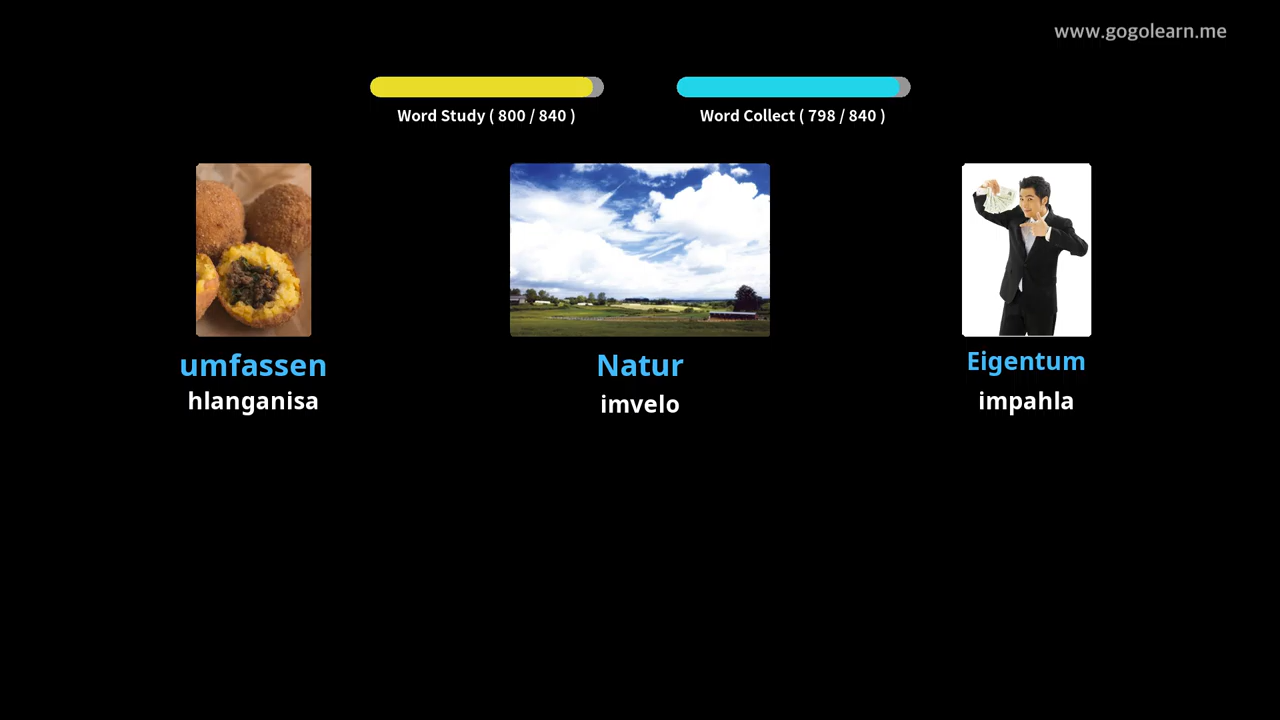 www.gogolearn.me
Word Study ( 800 / 840 )
Word Collect ( 798 / 840 )
umfassen
hlanganisa
Natur
imvelo
Eigentum
impahla